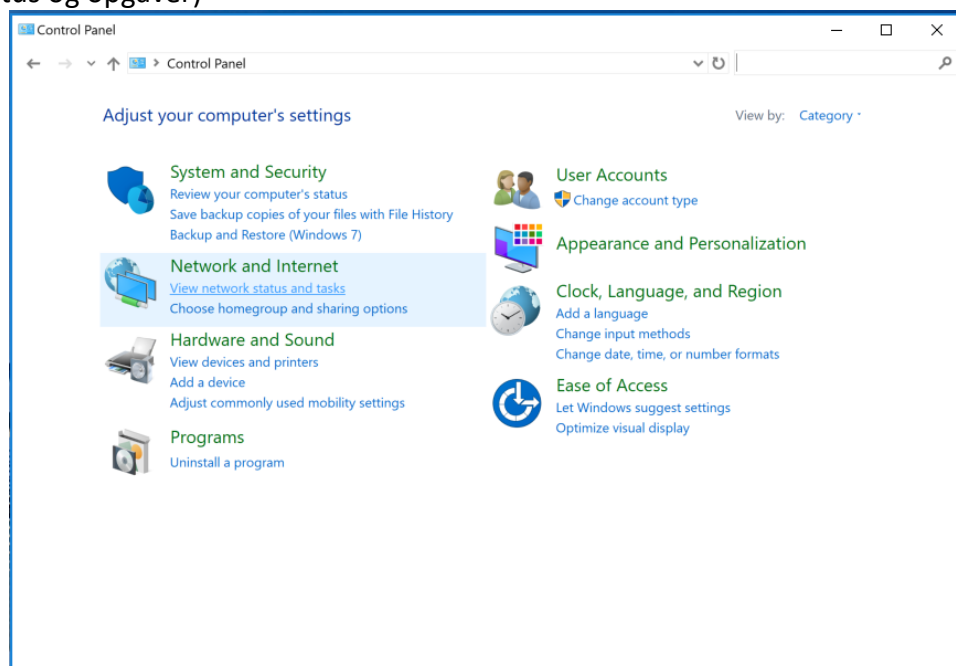 tus og opgaver)
Control Panel
Control Panel
Adjust your computer's settings
View by: Category
System and Security
Review your computer's status
Save backup copies of your files with File History
Backup and Restore (Windows 7)
Network and Internet
View network status and tasks
Choose homegroup and sharing options
Hardware and Sound
View devices and printers
Add a device
Adjust commonly used mobility settings
Programs
Uninstall a program
User Accounts
Change account type
Appearance and Personalization
Clock, Language, and Region
Add a language
Change input methods
Change date, time, or number formats
Ease of Access
Let Windows suggest settings
Optimize visual display